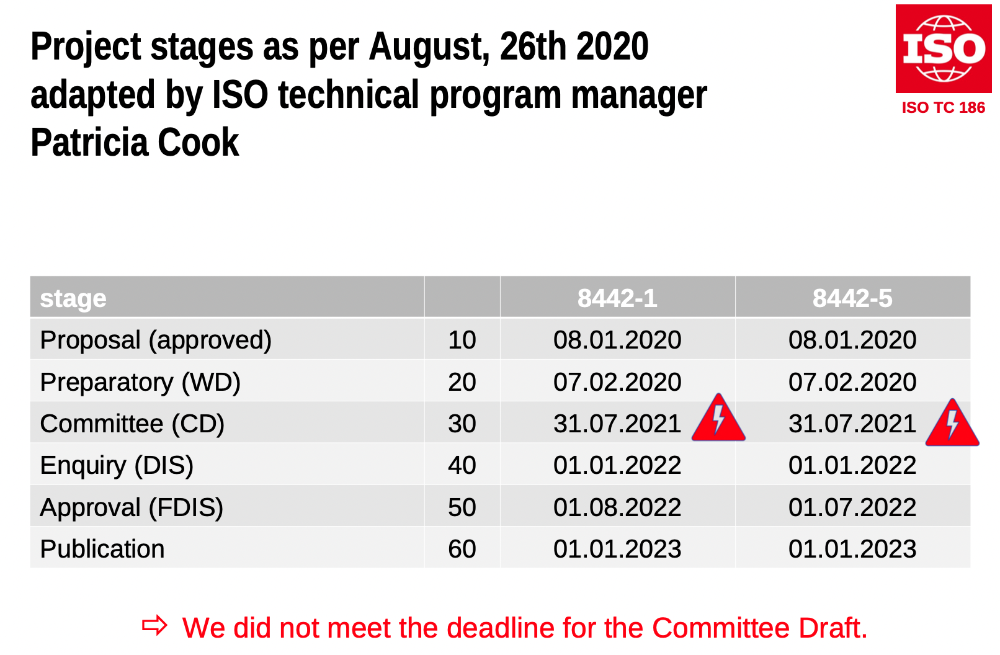 Project stages as per August, 26th 2020
adapted by ISO technical program manager
Patricia Cook
ISO
ISO TC 186
stage 8442-1 8442-5
Proposal (approved) 10 08.01.2020 08.01.2020
Preparatory (WD) 20 07.02.2020 07.02.2020
Committee (CD) 30 31.07.2021 31.07.2021
Enquiry (DIS) 40 01.01.2022 01.01.2022
Approval (FDIS) 50 01.08.2022 01.07.2022
Publication 60 01.01.2023 01.01.2023
⇨ We did not meet the deadline for the Committee Draft.